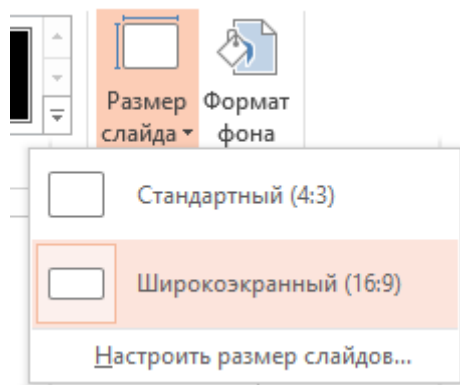 Размер Формат
слайда фона
Стандартный (4:3)
Широкоэкранный (16:9)
Настроить размер слайдов...